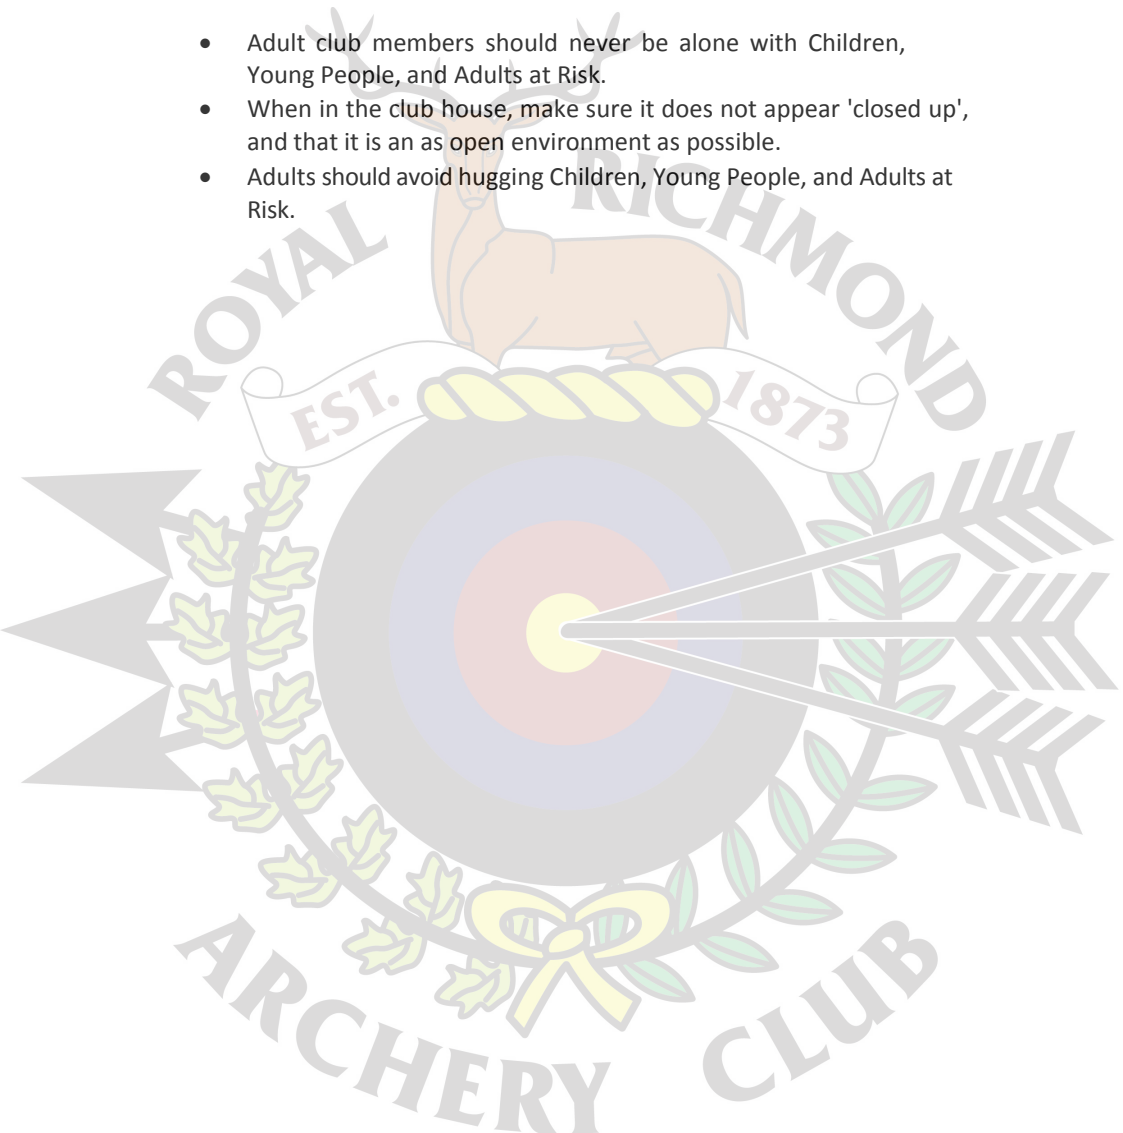 • Adult club members should never be alone with Children,
Young People, and Adults at Risk.
• When in the club house, make sure it does not appear 'closed up',
and that it is an as open environment as possible.
• Adults should avoid hugging Children, Young People, and Adults at
Risk.
ROYAL RICHMOND
EST. 1873
ARCHERY CLUB